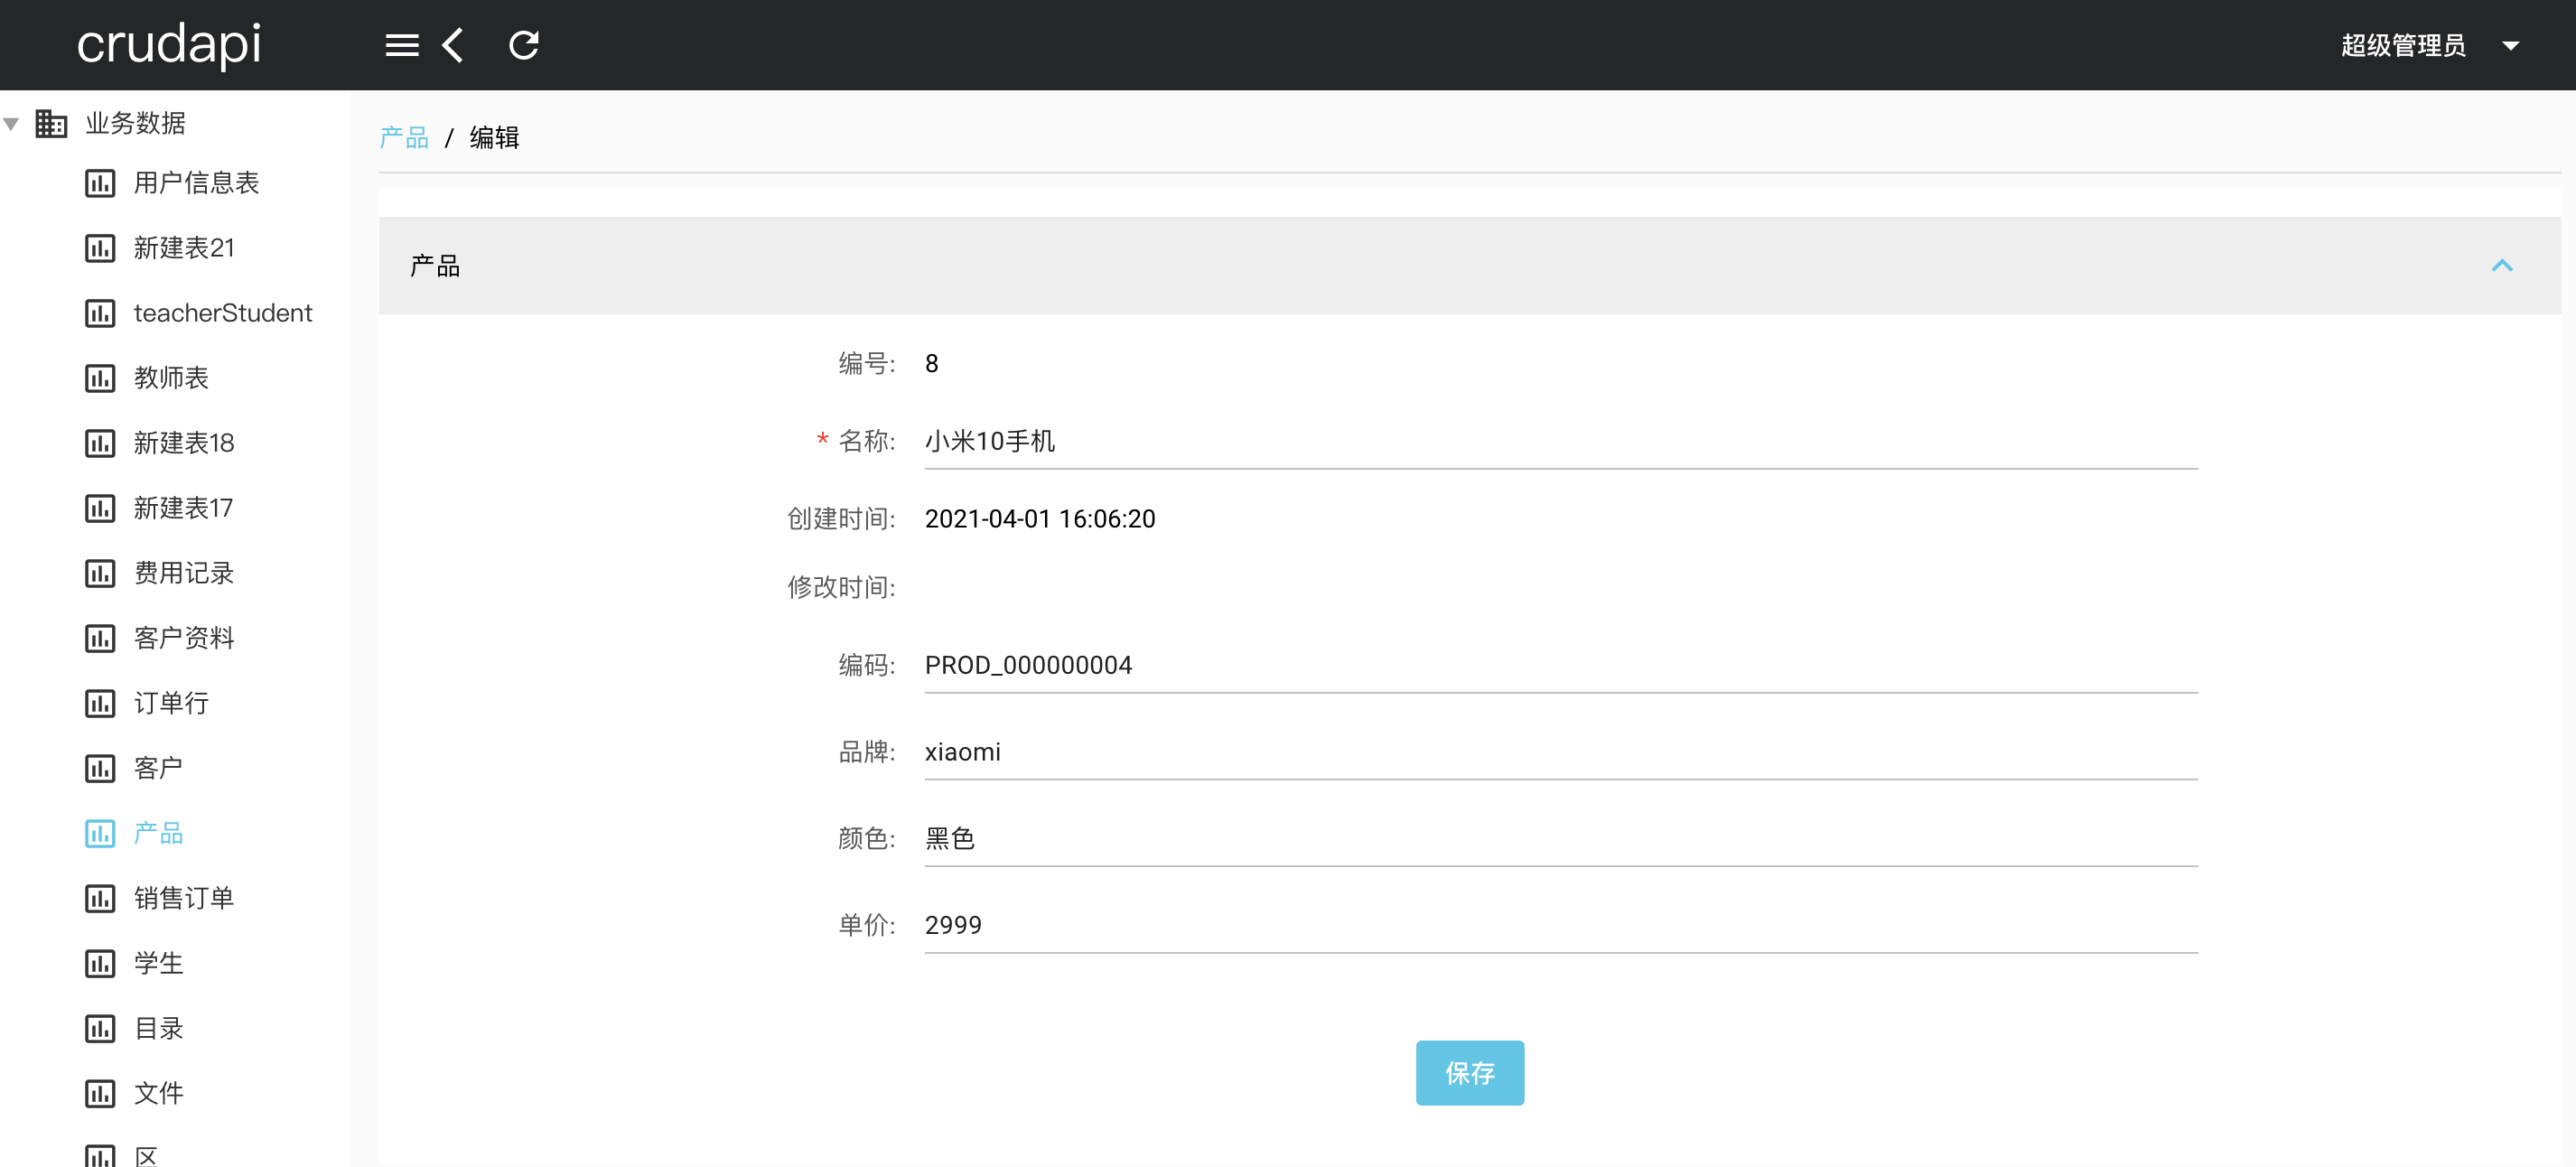 crudapi
超级管理员
业务数据
用户信息表
新建表21
teacherStudent
教师表
新建表18
新建表17
费用记录
客户资料
订单行
客户
产品
销售订单
学生
目录
文件
区
产品 / 编辑
产品
编号: 8
* 名称: 小米10手机
创建时间: 2021-04-01 16:06:20
修改时间:
编码: PROD_000000004
品牌: xiaomi
颜色: 黑色
单价: 2999
保存